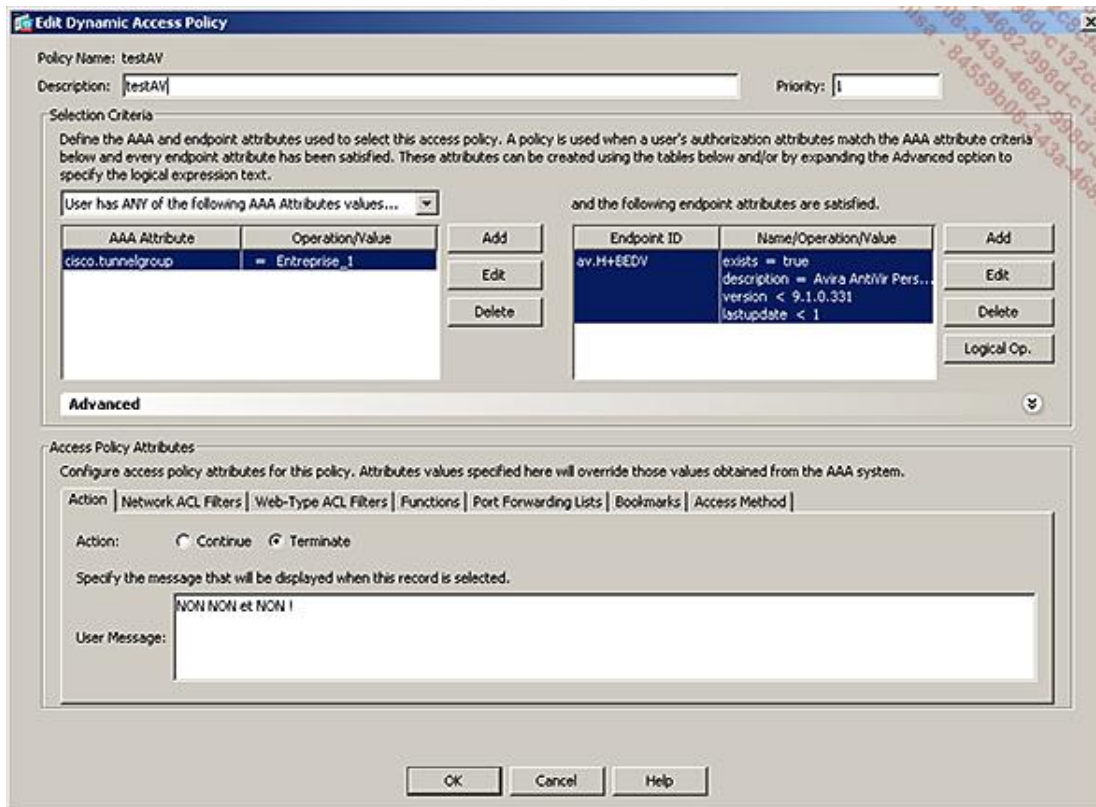 Edit Dynamic Access Policy
Policy Name: testAV
Description: testAV
Priority: 1
Selection Criteria
Define the AAA and endpoint attributes used to select this access policy. A policy is used when a user's authorization attributes match the AAA attribute criteria
below and every endpoint attribute has been satisfied. These attributes can be created using the tables below and/or by expanding the Advanced option to
specify the logical expression text.
User has ANY of the following AAA Attributes values...
and the following endpoint attributes are satisfied.
AAA Attribute Operation/Value
cisco.tunnelgroup = Entreprise_1
Add
Edit
Delete
Endpoint ID Name/Operation/Value
av.H+BEDV exists = true
description = Avira AntiVir Pers...
version < 9.1.0.331
lastupdate < 1
Add
Edit
Delete
Logical Op.
Advanced
Access Policy Attributes
Configure access policy attributes for this policy. Attributes values specified here will override those values obtained from the AAA system.
Action Network ACL Filters Web-Type ACL Filters Functions Port Forwarding Lists Bookmarks Access Method
Action: Continue Terminate
Specify the message that will be displayed when this record is selected.
User Message: NON NON et NON !
OK Cancel Help